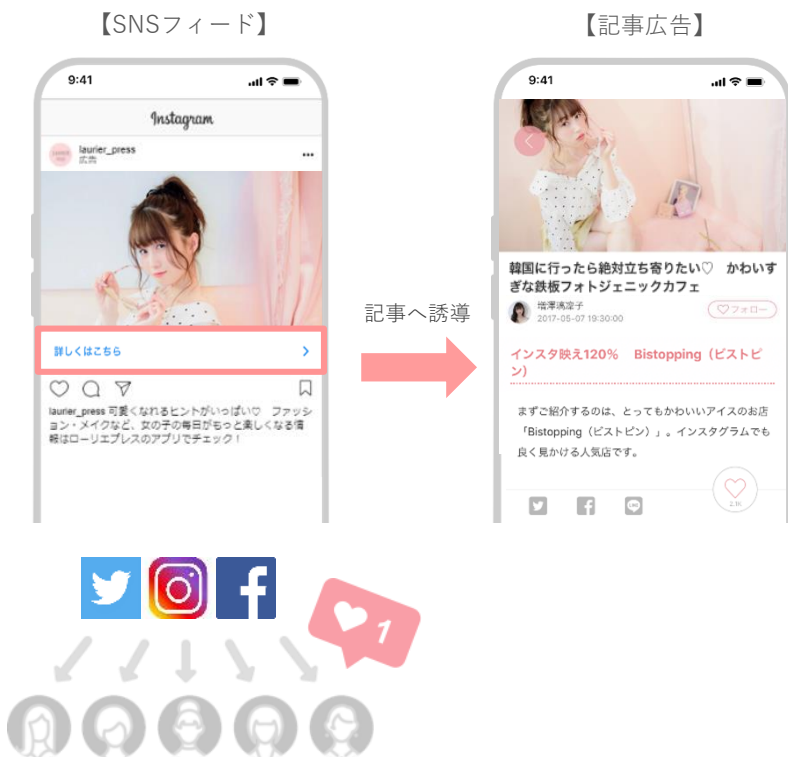 【SNSフィード】
9:41
Instagram
laurier_press
広告
詳しくはこちら
laurier_press 可愛くなれるヒントがいっぱい♡ ファッシ
ョン・メイクなど、女の子の毎日がもっと楽しくなる情
報はローリエプレスのアプリでチェック！
記事へ誘導
【記事広告】
9:41
韓国に行ったら絶対立ち寄りたい♡ かわいす
ぎな鉄板フォトジェニックカフェ
2017-05-07 19:30:00
♡フォロー
インスタ映え120% Bistopping（ビストピ
ン）
まずご紹介するのは、とってもかわいいアイスのお店
「Bistopping（ビストピン）」。インスタグラムでも
良く見かける人気店です。
2.1K
1